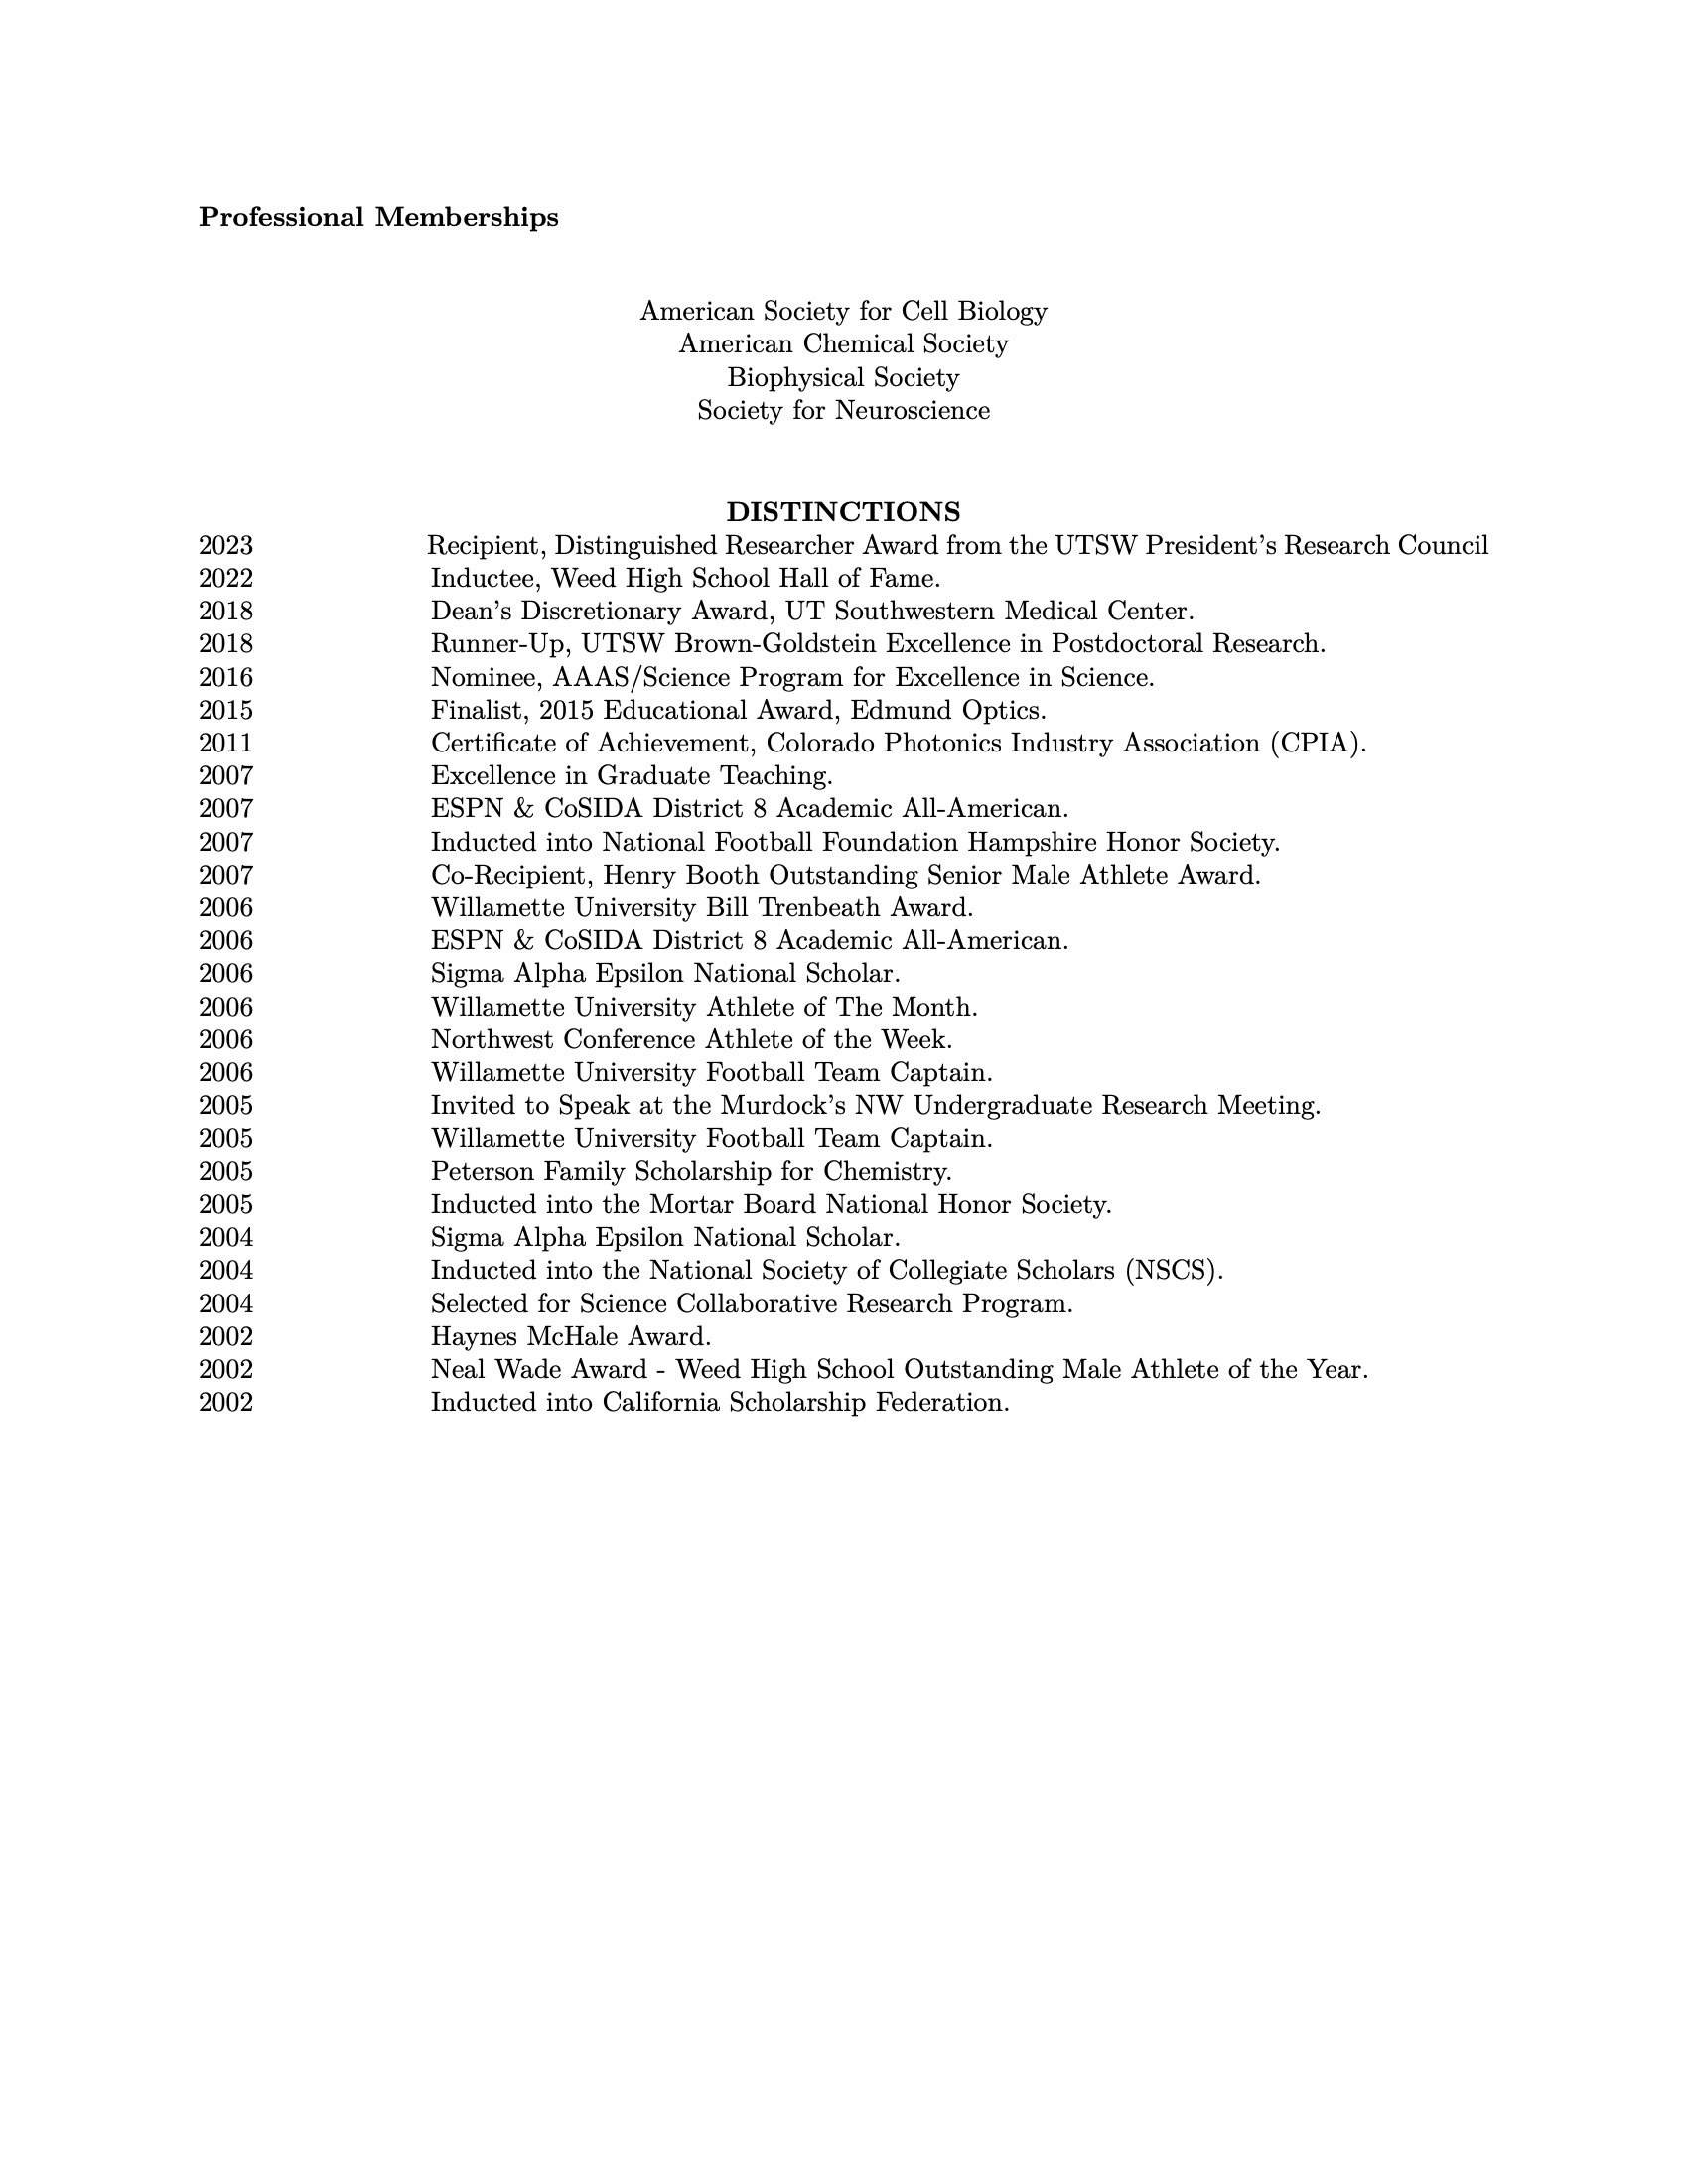 Professional Memberships
American Society for Cell Biology
American Chemical Society
Biophysical Society
Society for Neuroscience
DISTINCTIONS
2023 Recipient, Distinguished Researcher Award from the UTSW President's Research Council
2022 Inductee, Weed High School Hall of Fame.
2018 Dean's Discretionary Award, UT Southwestern Medical Center.
2018 Runner-Up, UTSW Brown-Goldstein Excellence in Postdoctoral Research.
2016 Nominee, AAAS/Science Program for Excellence in Science.
2015 Finalist, 2015 Educational Award, Edmund Optics.
2011 Certificate of Achievement, Colorado Photonics Industry Association (CPIA).
2007 Excellence in Graduate Teaching.
2007 ESPN & CoSIDA District 8 Academic All-American.
2007 Inducted into National Football Foundation Hampshire Honor Society.
2007 Co-Recipient, Henry Booth Outstanding Senior Male Athlete Award.
2006 Willamette University Bill Trenbeath Award.
2006 ESPN & CoSIDA District 8 Academic All-American.
2006 Sigma Alpha Epsilon National Scholar.
2006 Willamette University Athlete of The Month.
2006 Northwest Conference Athlete of the Week.
2006 Willamette University Football Team Captain.
2005 Invited to Speak at the Murdock's NW Undergraduate Research Meeting.
2005 Willamette University Football Team Captain.
2005 Peterson Family Scholarship for Chemistry.
2005 Inducted into the Mortar Board National Honor Society.
2004 Sigma Alpha Epsilon National Scholar.
2004 Inducted into the National Society of Collegiate Scholars (NSCS).
2004 Selected for Science Collaborative Research Program.
2002 Haynes McHale Award.
2002 Neal Wade Award - Weed High School Outstanding Male Athlete of the Year.
2002 Inducted into California Scholarship Federation.